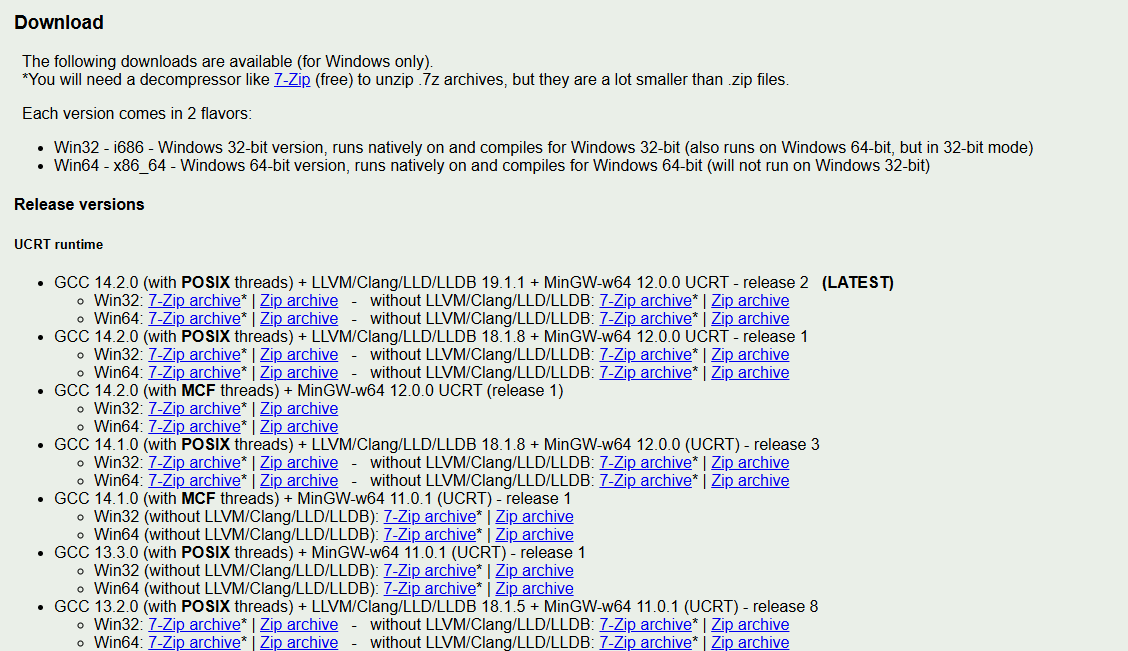 Download
The following downloads are available (for Windows only).
*You will need a decompressor like 7-Zip (free) to unzip .7z archives, but they are a lot smaller than .zip files.
Each version comes in 2 flavors:
Win32 - i686 - Windows 32-bit version, runs natively on and compiles for Windows 32-bit (also runs on Windows 64-bit, but in 32-bit mode)
Win64 - x86_64 - Windows 64-bit version, runs natively on and compiles for Windows 64-bit (will not run on Windows 32-bit)
Release versions
UCRT runtime
GCC 14.2.0 (with POSIX threads) + LLVM/Clang/LLD/LLDB 19.1.1 + MinGW-w64 12.0.0 UCRT - release 2 (LATEST)
Win32: 7-Zip archive* | Zip archive - without LLVM/Clang/LLD/LLDB: 7-Zip archive* | Zip archive
Win64: 7-Zip archive* | Zip archive - without LLVM/Clang/LLD/LLDB: 7-Zip archive* | Zip archive
GCC 14.2.0 (with POSIX threads) + LLVM/Clang/LLD/LLDB 18.1.8 + MinGW-w64 12.0.0 UCRT - release 1
Win32: 7-Zip archive* | Zip archive - without LLVM/Clang/LLD/LLDB: 7-Zip archive* | Zip archive
Win64: 7-Zip archive* | Zip archive - without LLVM/Clang/LLD/LLDB: 7-Zip archive* | Zip archive
GCC 14.2.0 (with MCF threads) + MinGW-w64 12.0.0 UCRT (release 1)
Win32: 7-Zip archive* | Zip archive
Win64: 7-Zip archive* | Zip archive
GCC 14.1.0 (with POSIX threads) + LLVM/Clang/LLD/LLDB 18.1.8 + MinGW-w64 12.0.0 (UCRT) - release 3
Win32: 7-Zip archive* | Zip archive - without LLVM/Clang/LLD/LLDB: 7-Zip archive* | Zip archive
Win64: 7-Zip archive* | Zip archive - without LLVM/Clang/LLD/LLDB: 7-Zip archive* | Zip archive
GCC 14.1.0 (with MCF threads) + MinGW-w64 11.0.1 (UCRT) - release 1
Win32 (without LLVM/Clang/LLD/LLDB): 7-Zip archive* | Zip archive
Win64 (without LLVM/Clang/LLD/LLDB): 7-Zip archive* | Zip archive
GCC 13.3.0 (with POSIX threads) + MinGW-w64 11.0.1 (UCRT) - release 1
Win32 (without LLVM/Clang/LLD/LLDB): 7-Zip archive* | Zip archive
Win64 (without LLVM/Clang/LLD/LLDB): 7-Zip archive* | Zip archive
GCC 13.2.0 (with POSIX threads) + LLVM/Clang/LLD/LLDB 18.1.5 + MinGW-w64 11.0.1 (UCRT) - release 8
Win32: 7-Zip archive* | Zip archive - without LLVM/Clang/LLD/LLDB: 7-Zip archive* | Zip archive
Win64: 7-Zip archive* | Zip archive - without LLVM/Clang/LLD/LLDB: 7-Zip archive* | Zip archive